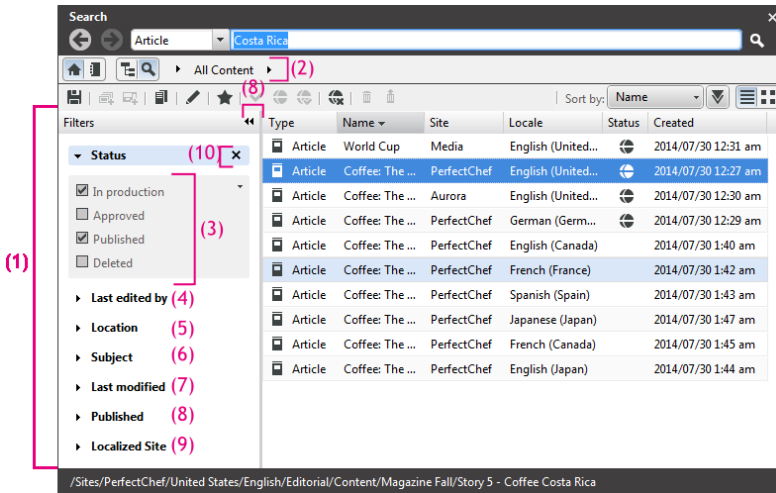 Search
Article Costa Rica
All Content (2)
(8) Sort by: Name
Filters Type Name Site Locale Status Created
Status (10)
In production
Approved
Published
Deleted
(3)
(1)
Last edited by (4)
Location (5)
Subject (6)
Last modified (7)
Published (8)
Localized Site (9)
Article World Cup Media English (United... 2014/07/30 12:31 am
Article Coffee: The ... PerfectChef English (United... 2014/07/30 12:27 am
Article Coffee: The ... Aurora English (United... 2014/07/30 12:30 am
Article Coffee: The ... PerfectChef German (Germ... 2014/07/30 12:29 am
Article Coffee: The ... PerfectChef English (Canada) 2014/07/30 1:40 am
Article Coffee: The ... PerfectChef French (France) 2014/07/30 1:42 am
Article Coffee: The ... PerfectChef Spanish (Spain) 2014/07/30 1:43 am
Article Coffee: The ... PerfectChef Japanese (Japan) 2014/07/30 1:47 am
Article Coffee: The ... PerfectChef French (Canada) 2014/07/30 1:45 am
Article Coffee: The ... PerfectChef English (Japan) 2014/07/30 1:44 am
/Sites/PerfectChef/United States/English/Editorial/Content/Magazine Fall/Story 5 - Coffee Costa Rica